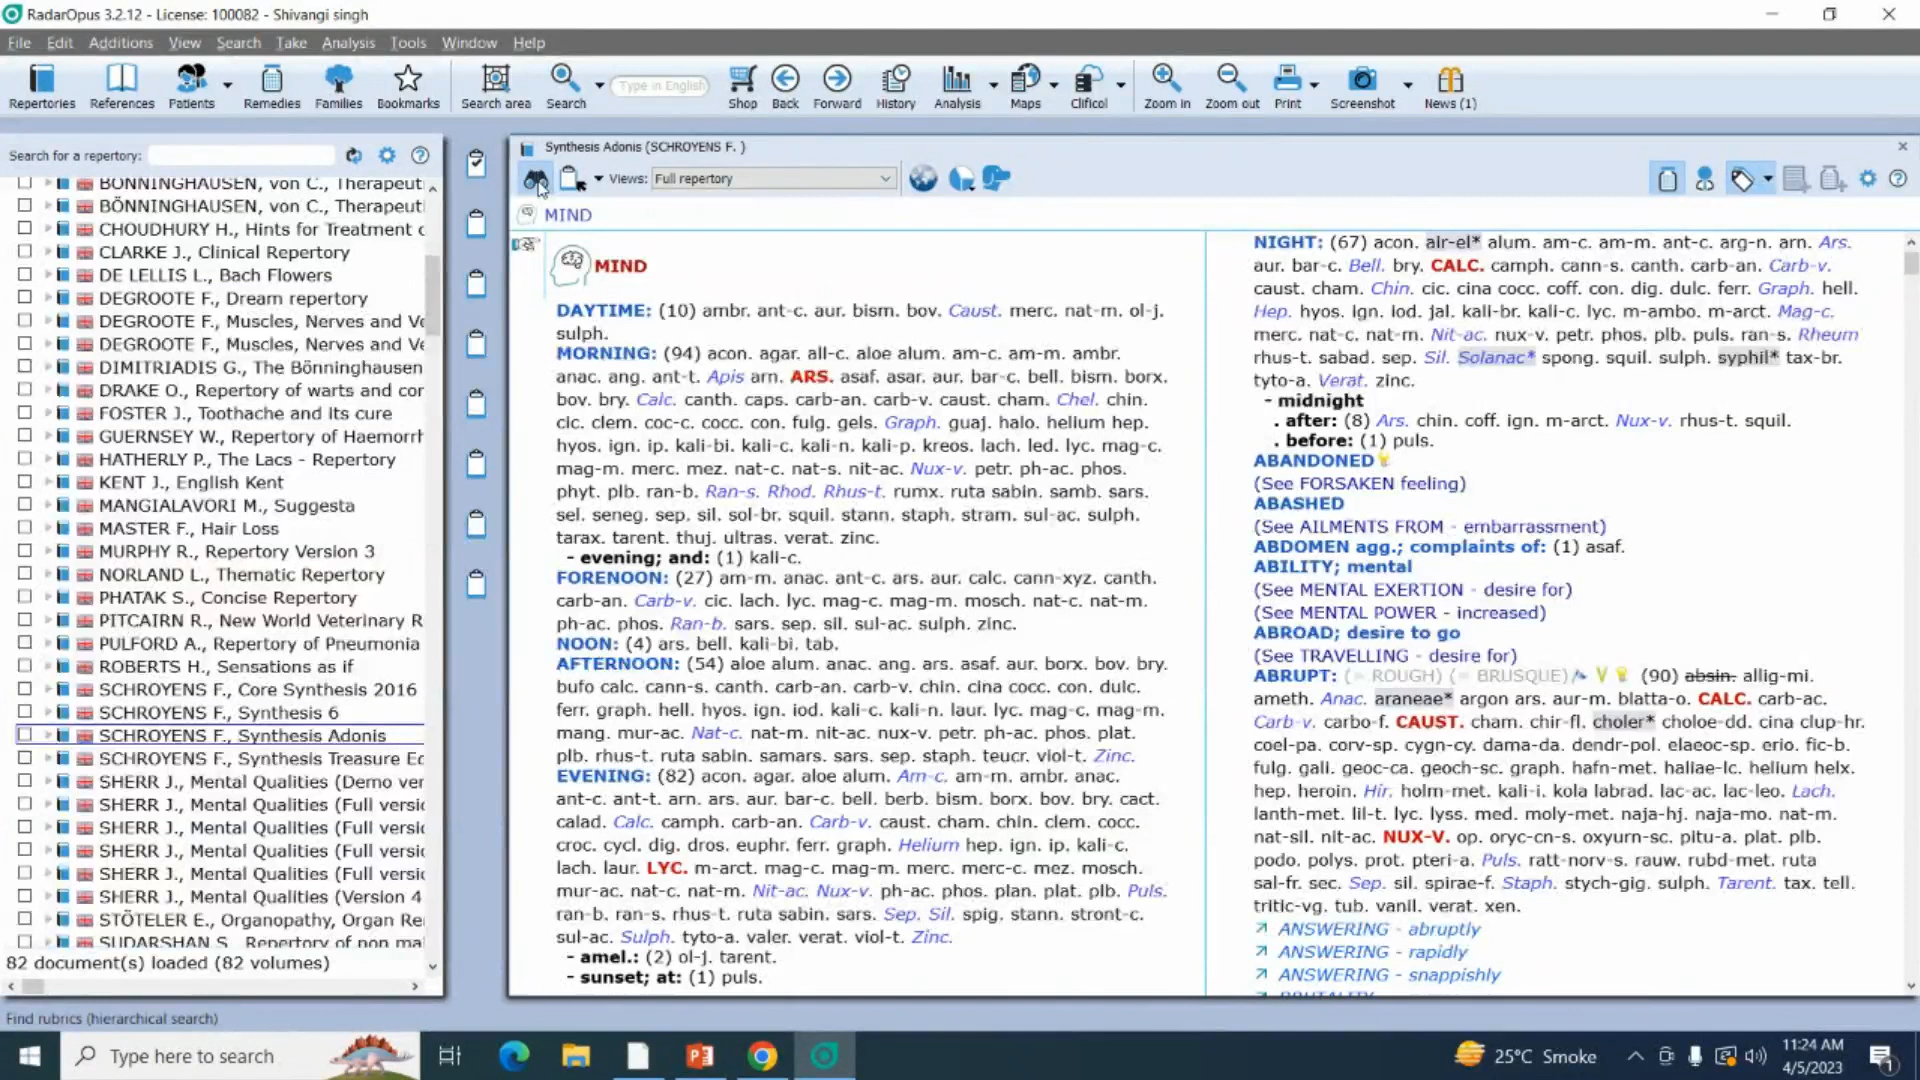 RadarOpus 3.2.12 - License: 100082 - Shivangi singh
File Edit Additions View Search Take Analysis Tools Window Help
Repertories References Patients Remedies Families Bookmarks Search area Search Type in English Shop Back Forward History Analysis Maps Clificol Zoom in Zoom out Print Screenshot News (1)
Search for a repertory:
BÖNNINGHAUSEN, von C., Therapeut
BÖNNINGHAUSEN, von C., Therapeut
CHOUDHURY H., Hints for Treatment
CLARKE J., Clinical Repertory
DE LELLIS L., Bach Flowers
DEGROOTE F., Dream repertory
DEGROOTE F., Muscles, Nerves and Ve
DEGROOTE F., Muscles, Nerves and Ve
DIMITRIADIS G., The Bönninghausen
DRAKE O., Repertory of warts and cor
FOSTER J., Toothache and its cure
GUERNSEY W., Repertory of Haemorrh
HATHERLY P., The Lacs - Repertory
KENT J., English Kent
MANGIALAVORI M., Suggesta
MASTER F., Hair Loss
MURPHY R., Repertory Version 3
NORLAND L., Thematic Repertory
PHATAK S., Concise Repertory
PITCAIRN R., New World Veterinary R
PULFORD A., Repertory of Pneumonia
ROBERTS H., Sensations as if
SCHROYENS F., Core Synthesis 2016
SCHROYENS F., Synthesis 6
SCHROYENS F., Synthesis Adonis
SCHROYENS F., Synthesis Treasure Ec
SHERR J., Mental Qualities (Demo ver
SHERR J., Mental Qualities (Full versic
SHERR J., Mental Qualities (Full versic
SHERR J., Mental Qualities (Full versic
SHERR J., Mental Qualities (Full versic
SHERR J., Mental Qualities (Version 4
STÖTELER E., Organopathy, Organ Re
SUDARSHAN S., Repertory of non ma
82 document(s) loaded (82 volumes)
Synthesis Adonis (SCHROYENS F. )
Views: Full repertory
MIND
MIND
DAYTIME: (10) ambr. ant-c. aur. bism. bov. Caust. merc. nat-m. ol-j.
sulph.
MORNING: (94) acon. agar. all-c. aloe alum. am-c. am-m. ambr.
anac. ang. ant-t. Apis arn. ARS. asaf. asar. aur. bar-c. bell. bism. borx.
bov. bry. Calc. canth. caps. carb-an. carb-v. caust. cham. Chel. chin.
cic. clem. coc-c. cocc. con. fulg. gels. Graph. guaj. halo. helium hep.
hyos. ign. ip. kali-bi. kali-c. kali-n. kali-p. kreos. lach. led. lyc. mag-c.
mag-m. merc. mez. nat-c. nat-s. nit-ac. Nux-v. petr. ph-ac. phos.
phyt. plb. ran-b. Ran-s. Rhod. Rhus-t. rumx. ruta sabin. samb. sars.
sel. seneg. sep. sil. sol-br. squil. stann. staph. stram. sul-ac. sulph.
tarax. tarent. thuj. ultras. verat. zinc.
- evening; and: (1) kali-c.
FORENOON: (27) am-m. anac. ant-c. ars. aur. calc. cann-xyz. canth.
carb-an. Carb-v. cic. lach. lyc. mag-c. mag-m. mosch. nat-c. nat-m.
ph-ac. phos. Ran-b. sars. sep. sil. sul-ac. sulph. zinc.
NOON: (4) ars. bell. kali-bi. tab.
AFTERNOON: (54) aloe alum. anac. ang. ars. asaf. aur. borx. bov. bry.
bufo calc. cann-s. canth. carb-an. carb-v. chin. cina cocc. con. dulc.
ferr. graph. hell. hyos. ign. iod. kali-c. kali-n. laur. lyc. mag-c. mag-m.
mang. mur-ac. Nat-c. nat-m. nit-ac. nux-v. petr. ph-ac. phos. plat.
plb. rhus-t. ruta sabin. samars. sars. sep. staph. teucr. viol-t. Zinc.
EVENING: (82) acon. agar. aloe alum. Am-c. am-m. ambr. anac.
ant-c. ant-t. arn. ars. aur. bar-c. bell. berb. bism. borx. bov. bry. cact.
calad. Calc. camph. carb-an. Carb-v. caust. cham. chin. clem. cocc.
croc. cycl. dig. dros. euphr. ferr. graph. Helium hep. ign. ip. kali-c.
lach. laur. LYC. m-arct. mag-c. mag-m. merc. merc-c. mez. mosch.
mur-ac. nat-c. nat-m. Nit-ac. Nux-v. ph-ac. phos. plan. plat. plb. Puls.
ran-b. ran-s. rhus-t. ruta sabin. sars. Sep. Sil. spig. stann. stront-c.
sul-ac. Sulph. tyto-a. valer. verat. viol-t. Zinc.
- amel.: (2) ol-j. tarent.
- sunset; at: (1) puls.
NIGHT: (67) acon. air-el* alum. am-c. am-m. ant-c. arg-n. arn. Ars.
aur. bar-c. Bell. bry. CALC. camph. cann-s. canth. carb-an. Carb-v.
caust. cham. Chin. cic. cina cocc. coff. con. dig. dulc. ferr. Graph. hell.
Hep. hyos. ign. iod. jal. kali-br. kali-c. lyc. m-ambo. m-arct. Mag-c.
merc. nat-c. nat-m. Nit-ac. nux-v. petr. phos. plb. puls. ran-s. Rheum
rhus-t. sabad. sep. Sil. Solanac* spong. squil. sulph. syphil* tax-br.
tyto-a. Verat. zinc.
- midnight
. after: (8) Ars. chin. coff. ign. m-arct. Nux-v. rhus-t. squil.
. before: (1) puls.
ABANDONED
(See FORSAKEN feeling)
ABASHED
(See AILMENTS FROM - embarrassment)
ABDOMEN agg.; complaints of: (1) asaf.
ABILITY; mental
(See MENTAL EXERTION - desire for)
(See MENTAL POWER - increased)
ABROAD; desire to go
(See TRAVELLING - desire for)
ABRUPT: (= ROUGH) (= BRUSQUE) (90) absin. allig-mi.
ameth. Anac. araneae* argon ars. aur-m. blatta-o. CALC. carb-ac.
Carb-v. carbo-f. CAUST. cham. chir-fl. choler* choloe-dd. cina clup-hr.
coel-pa. corv-sp. cygn-cy. dama-da. dendr-pol. elaeoc-sp. erio. fic-b.
fulg. gali. geoc-ca. geoch-sc. graph. hafn-met. haliae-lc. helium helx.
hep. heroin. Hir. holm-met. kali-i. kola labrad. lac-ac. lac-leo. Lach.
lanth-met. lil-t. lyc. lyss. med. moly-met. naja-hj. naja-mo. nat-m.
nat-sil. nit-ac. NUX-V. op. oryc-cn-s. oxyurn-sc. pitu-a. plat. plb.
podo. polys. prot. pteri-a. Puls. ratt-norv-s. rauw. rubd-met. ruta
sal-fr. sec. Sep. sil. spirae-f. Staph. stych-gig. sulph. Tarent. tax. tell.
tritic-vg. tub. vanil. verat. xen.
ANSWERING - abruptly
ANSWERING - rapidly
ANSWERING - snappishly
BRUTALITY
Find rubrics (hierarchical search)
Type here to search
25°C Smoke
11:24 AM
4/5/2023